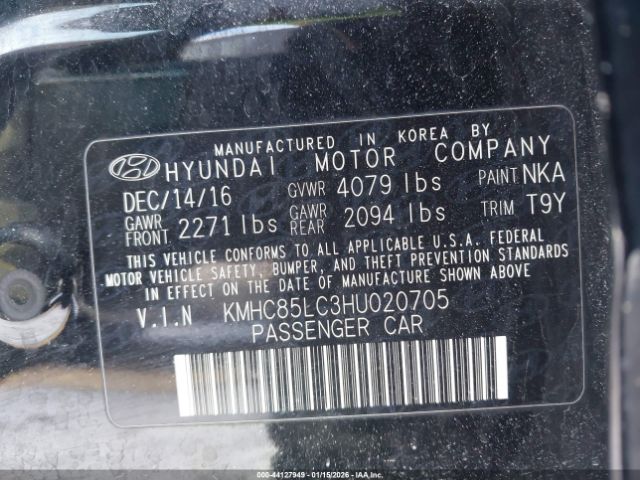 MANUFACTURED IN KOREA BY
HYUNDAI MOTOR COMPANY
DEC/14/16 GVWR 4079 lbs PAINT NKA
GAWR FRONT 2271 lbs GAWR REAR 2094 lbs TRIM T9Y
THIS VEHICLE CONFORMS TO ALL APPLICABLE U.S.A. FEDERAL
MOTOR VEHICLE SAFETY, BUMPER, AND THEFT PREVENTION STANDARDS
IN EFFECT ON THE DATE OF MANUFACTURE SHOWN ABOVE
V.I.N KMHC85LC3HU020705
PASSENGER CAR
000-44127949 - 01/15/2026 - IAAI.COM